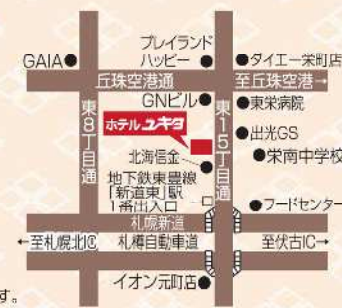 プレイランド
ハッピー
GAIA
ダイエー栄町店
丘珠空港通
至丘珠空港→
GNビル
東栄病院
ホテルユキタ
出光GS
東8丁目通
東15丁目通
北海信金
栄南中学校
地下鉄東豊線
「新道東」駅
1番出入口
フードセンター
札幌新道
←至札幌北IC
札樽自動車道
至伏古IC→
イオン元町店
す。